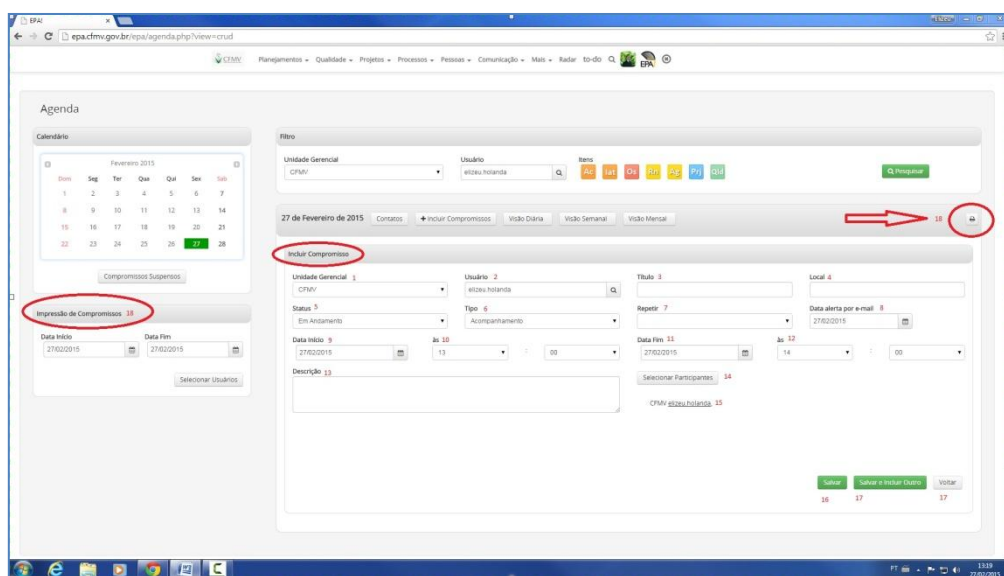 EPA!
epa.cfmv.gov.br/epa/agenda.php?view=crud
CFMV Planejamentos Qualidade Projetos Processos Pessoas Comunicação Mais Radar to-do EPA!
Agenda
Calendário
Fevereiro 2015
Dom Seg Ter Qua Qui Sex Sab
1 2 3 4 5 6 7
8 9 10 11 12 13 14
15 16 17 18 19 20 21
22 23 24 25 26 27 28
Compromissos Suspensos
Impressão de Compromissos 18
Data Início Data Fim
27/02/2015 27/02/2015
Selecionar Usuários
Filtro
Unidade Gerencial Usuário Itens
CFMV elizeu.holanda Ac Iat Os Rn Ag Prj Qld Pesquisar
27 de Fevereiro de 2015 Contatos Incluir Compromissos Visão Diária Visão Semanal Visão Mensal 18
Incluir Compromisso
Unidade Gerencial 1 Usuário 2 Título 3 Local 4
CFMV elizeu.holanda
Status 5 Tipo 6 Repetir 7 Data alerta por e-mail 8
Em Andamento Acompanhamento 27/02/2015
Data Início 9 às 10 Data Fim 11 às 12
27/02/2015 13 : 00 27/02/2015 14 : 00
Descrição 13 Selecionar Participantes 14
CFMV elizeu.holanda, 15
Salvar Salvar e Incluir Outro Voltar
16 17 17
PT 13:19
27/02/2015